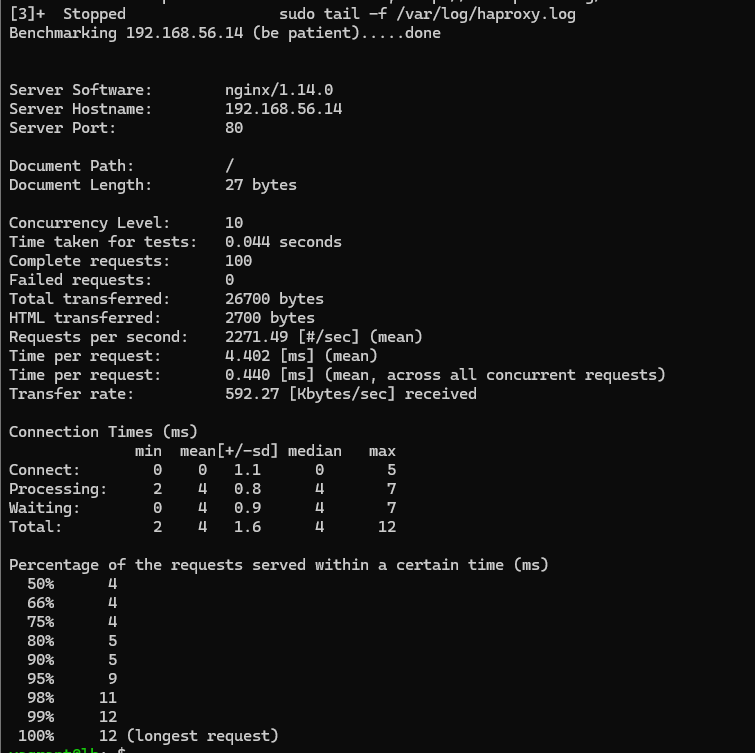 [3]+  Stopped                 sudo tail -f /var/log/haproxy.log
Benchmarking 192.168.56.14 (be patient).....done
Server Software:        nginx/1.14.0
Server Hostname:        192.168.56.14
Server Port:            80
Document Path:          /
Document Length:        27 bytes
Concurrency Level:      10
Time taken for tests:   0.044 seconds
Complete requests:      100
Failed requests:        0
Total transferred:      26700 bytes
HTML transferred:       2700 bytes
Requests per second:    2271.49 [#/sec] (mean)
Time per request:       4.402 [ms] (mean)
Time per request:       0.440 [ms] (mean, across all concurrent requests)
Transfer rate:          592.27 [Kbytes/sec] received
Connection Times (ms)
              min  mean[+/-sd] median   max
Connect:        0    0   1.1      0       5
Processing:     2    4   0.8      4       7
Waiting:        0    4   0.9      4       7
Total:          2    4   1.6      4      12
Percentage of the requests served within a certain time (ms)
  50%      4
  66%      4
  75%      4
  80%      5
  90%      5
  95%      9
  98%     11
  99%     12
 100%     12 (longest request)